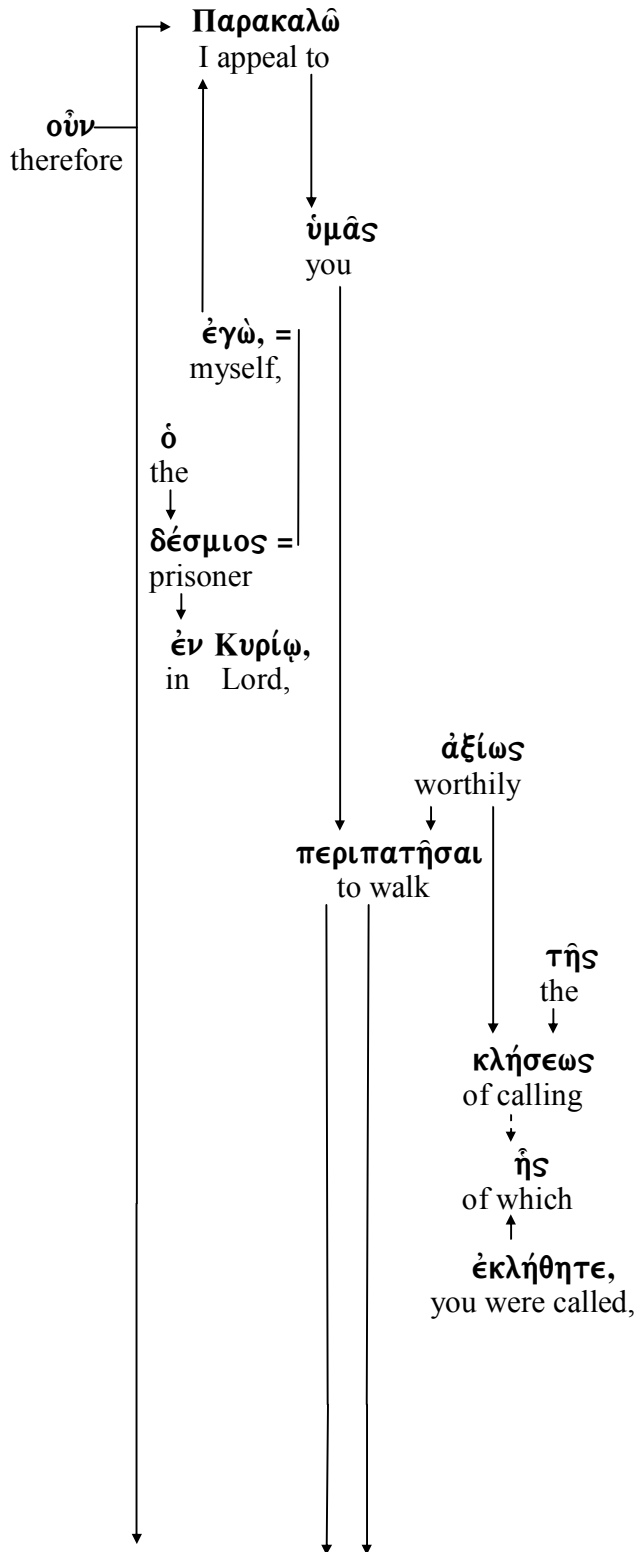 Παρακαλῶ
I appeal to
οὖν
therefore
ὑμᾶς
you
ἐγὼ, =
myself,
ὁ
the
δέσμιος =
prisoner
ἐν Κυρίῳ,
in Lord,
ἀξίως
worthily
περιπατῆσαι
to walk
τῆς
the
κλήσεως
of calling
ἧς
of which
ἐκλήθητε,
you were called,